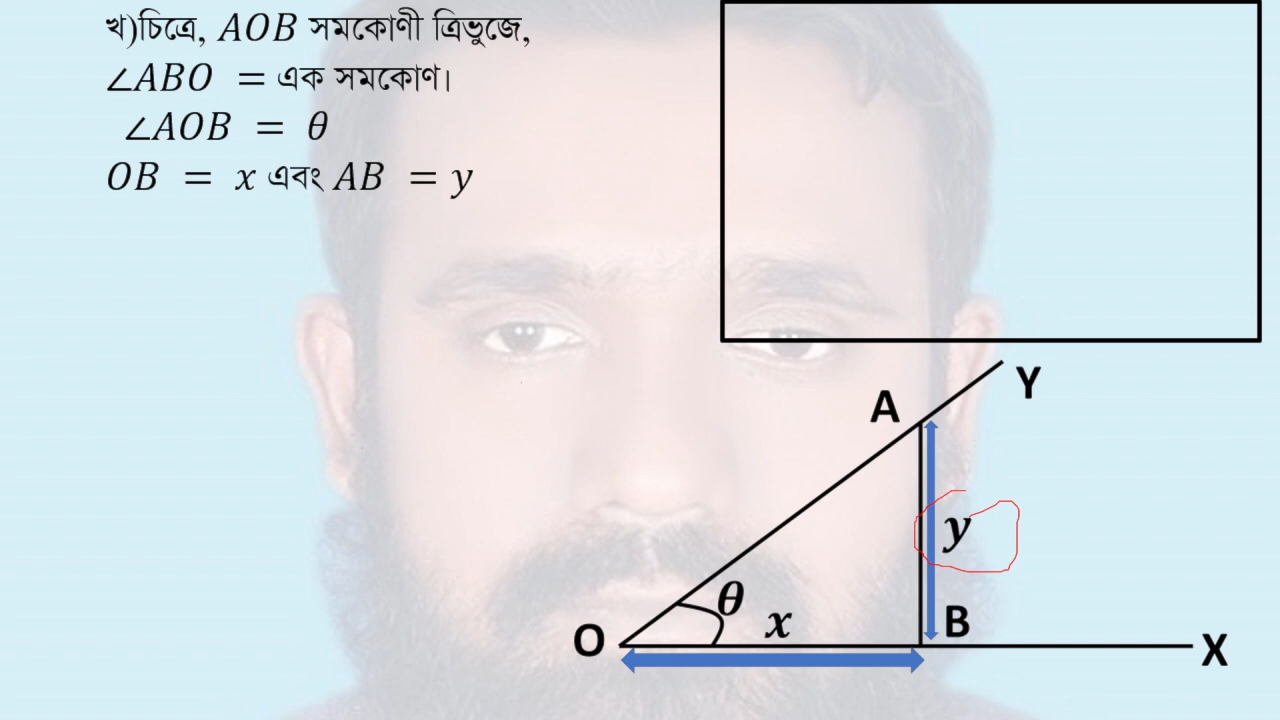 খ)চিত্রে, AOB সমকোণী ত্রিভুজে,
∠ABO = এক সমকোণ।
∠AOB = θ
OB = x এবং AB = y
Y
A
y
θ
x
B
O
X